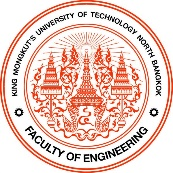 KING MONGKUT'S UNIVERSITY OF TECHNOLOGY NORTH BANGKOK
FACULTY OF ENGINEERING